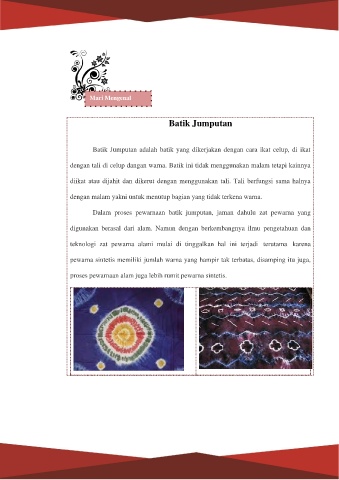 Mari Mengenal
Batik Jumputan
Batik Jumputan adalah batik yang dikerjakan dengan cara ikat celup, di ikat
dengan tali di celup dangan warna. Batik ini tidak menggunakan malam tetapi kainnya
diikat atau dijahit dan dikerut dengan menggunakan tali. Tali berfungsi sama halnya
dengan malam yakni untuk menutup bagian yang tidak terkena warna.
Dalam proses pewarnaan batik jumputan, jaman dahulu zat pewarna yang
digunakan berasal dari alam. Namun dengan berkembangnya ilmu pengetahuan dan
teknologi zat pewarna alami mulai di tinggalkan hal ini terjadi terutama karena
pewarna sintetis memiliki jumlah warna yang hampir tak terbatas, disamping itu juga,
proses pewarnaan alam juga lebih rumit pewarna sintetis.